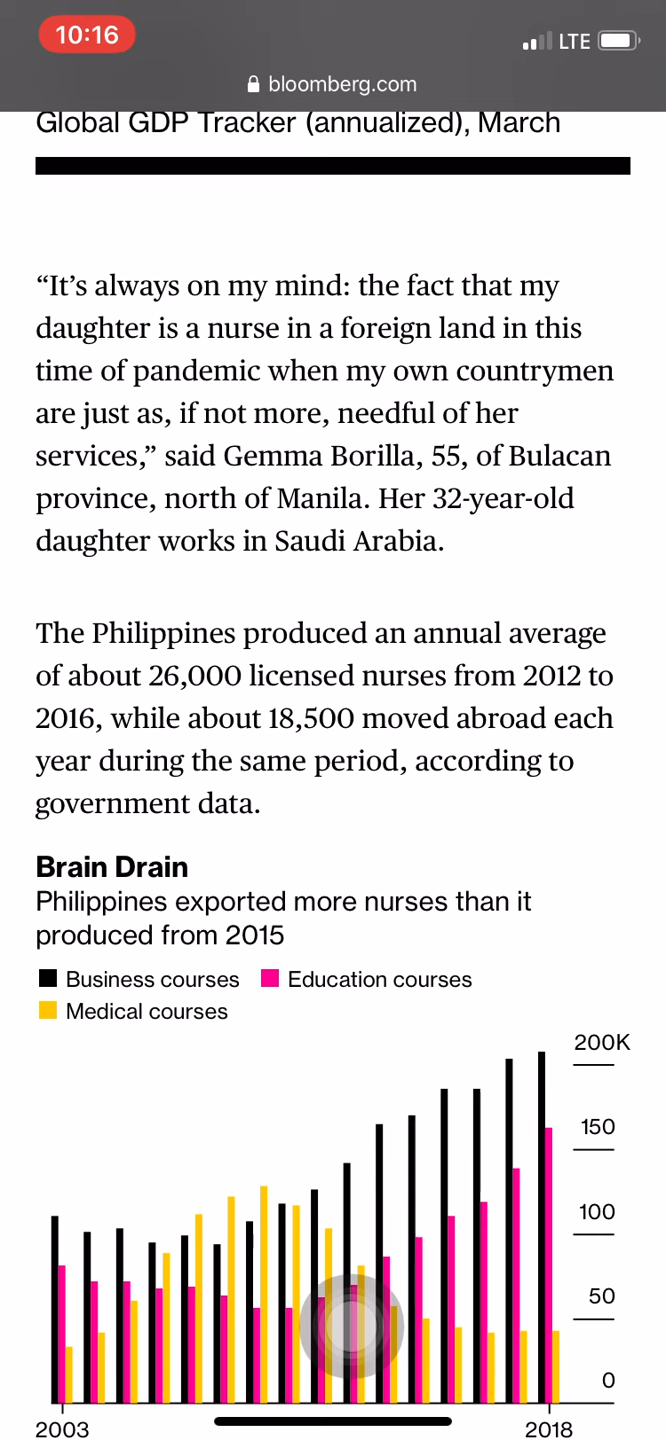 10:16
LTE
bloomberg.com
Global GDP Tracker (annualized), March
“It’s always on my mind: the fact that my
daughter is a nurse in a foreign land in this
time of pandemic when my own countrymen
are just as, if not more, needful of her
services,” said Gemma Borilla, 55, of Bulacan
province, north of Manila. Her 32-year-old
daughter works in Saudi Arabia.
The Philippines produced an annual average
of about 26,000 licensed nurses from 2012 to
2016, while about 18,500 moved abroad each
year during the same period, according to
government data.
Brain Drain
Philippines exported more nurses than it
produced from 2015
Business courses Education courses
Medical courses
200K
150
100
50
0
2003 2018